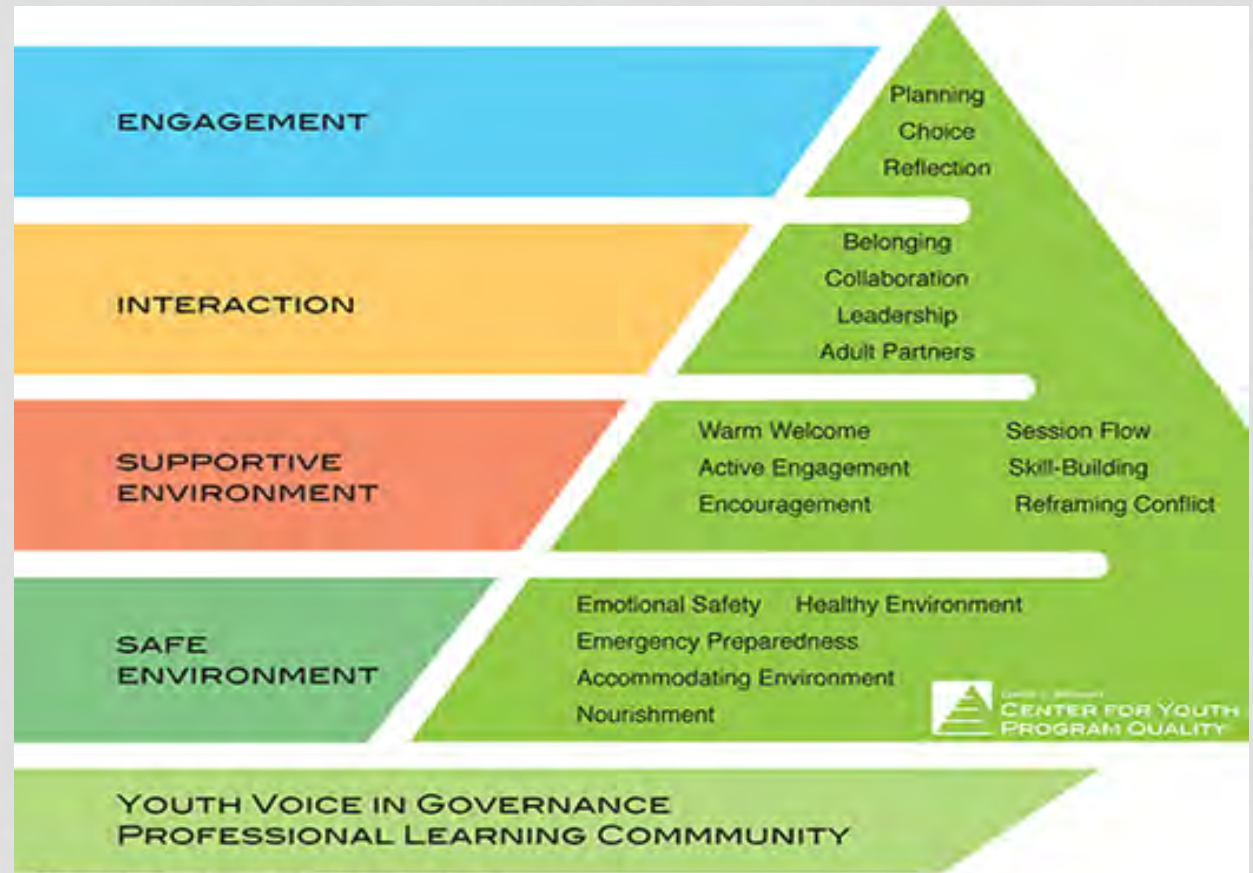 ENGAGEMENT
Planning
Choice
Reflection
INTERACTION
Belonging
Collaboration
Leadership
Adult Partners
SUPPORTIVE
ENVIRONMENT
Warm Welcome
Session Flow
Active Engagement
Skill-Building
Encouragement
Reframing Conflict
SAFE
ENVIRONMENT
Emotional Safety
Healthy Environment
Emergency Preparedness
Accommodating Environment
Nourishment
CENTER FOR YOUTH
PROGRAM QUALITY
YOUTH VOICE IN GOVERNANCE
PROFESSIONAL LEARNING COMMMUNITY